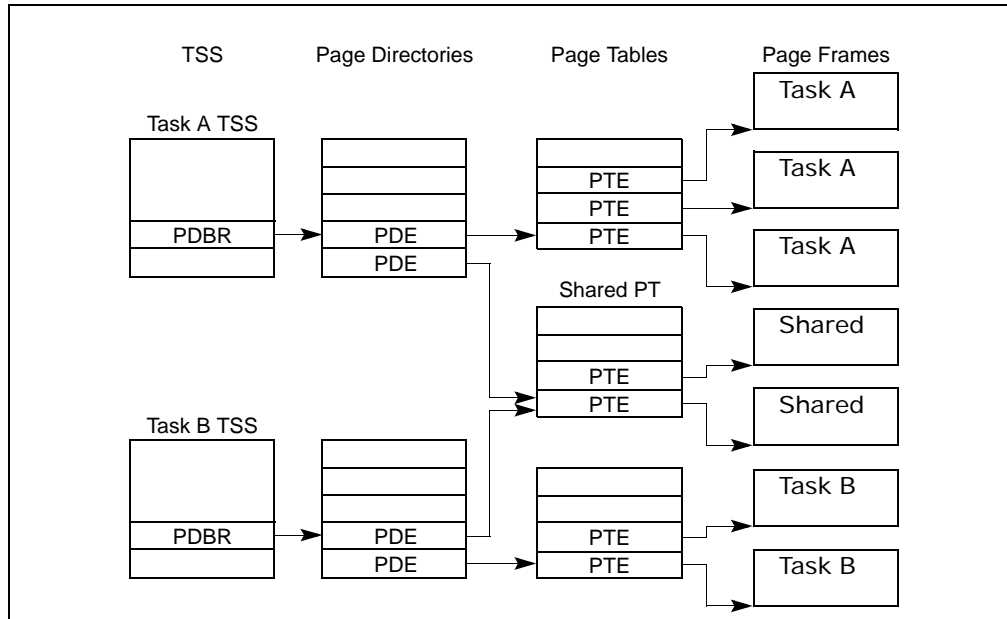 TSS Page Directories Page Tables Page Frames
Task A
Task A TSS
Task A
PTE
PTE
PDBR PDE PTE
Task A
PDE
Shared PT
Shared
PTE
PTE
Shared
Task B TSS
Task B
PDBR PDE PTE
PDE PTE
Task B